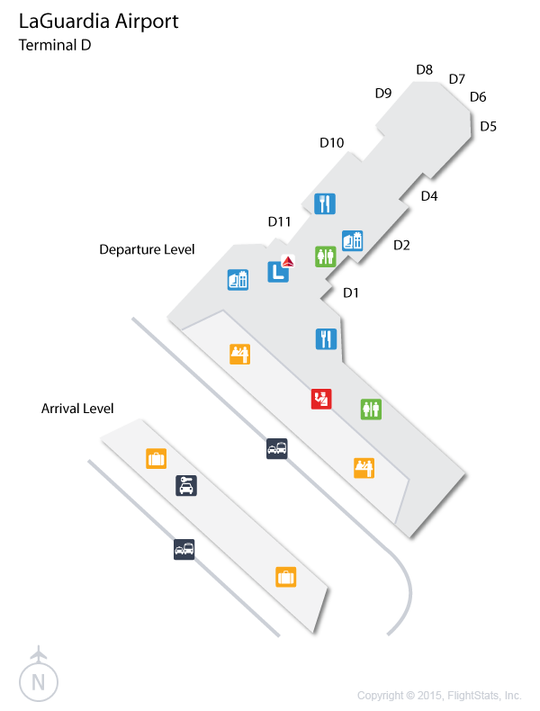 LaGuardia Airport
Terminal D
D8
D7
D9
D6
D5
D10
D4
D11
D2
Departure Level
L
D1
Arrival Level
N
Copyright © 2015, FlightStats, Inc.